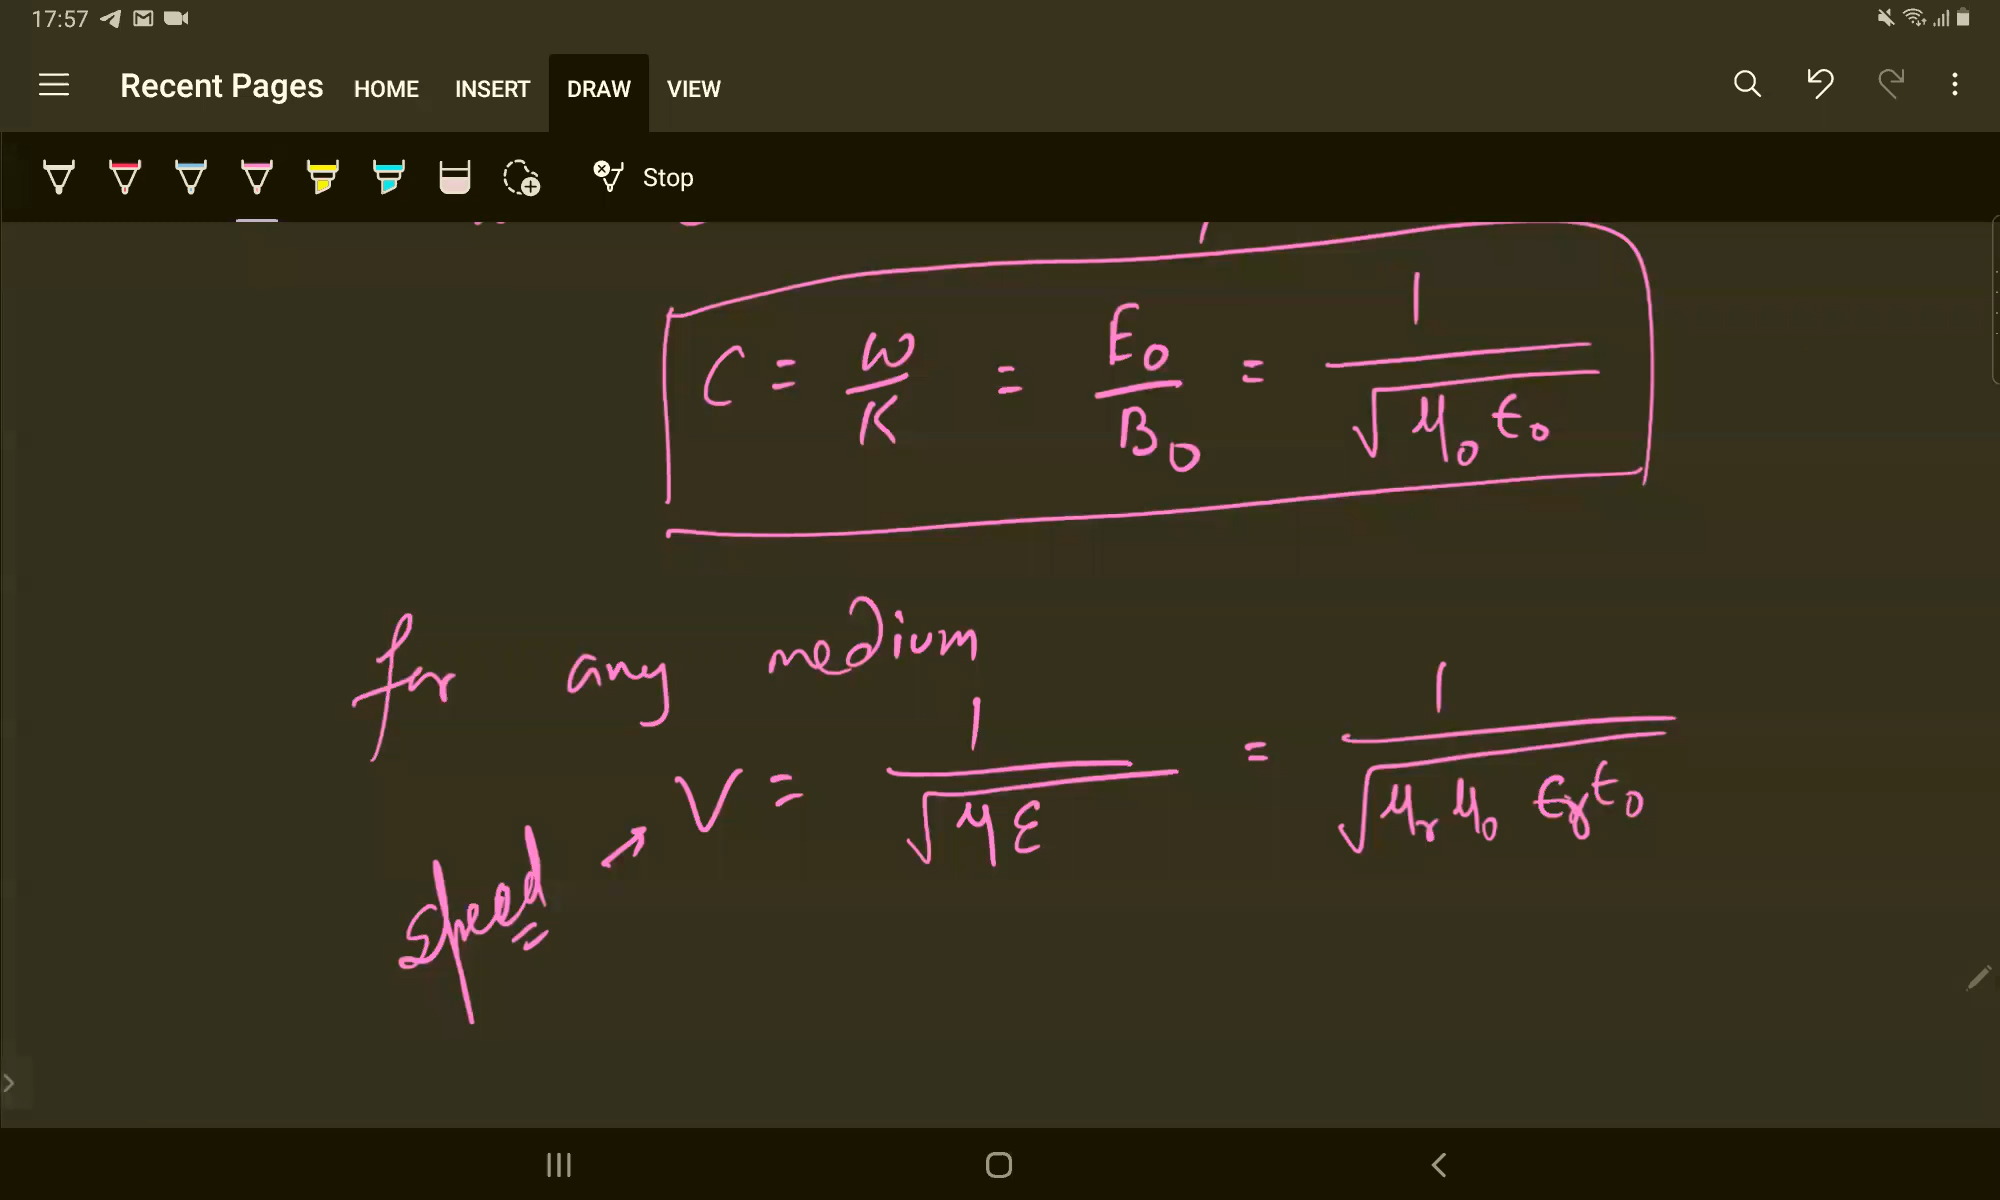 17:57
Recent Pages HOME INSERT DRAW VIEW
Stop
C = ω/K = E₀/B₀ = 1/√μ₀ε₀
for any medium
V = 1/√με = 1/√μᵣμ₀ εᵣε₀
speed →